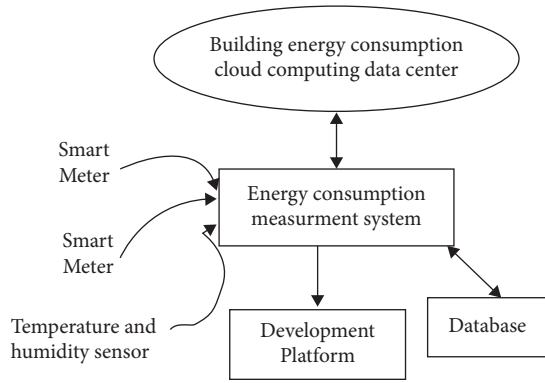 Building energy consumption
cloud computing data center
Smart
Meter
Energy consumption
measurment system
Smart
Meter
Temperature and
humidity sensor
Development
Platform
Database